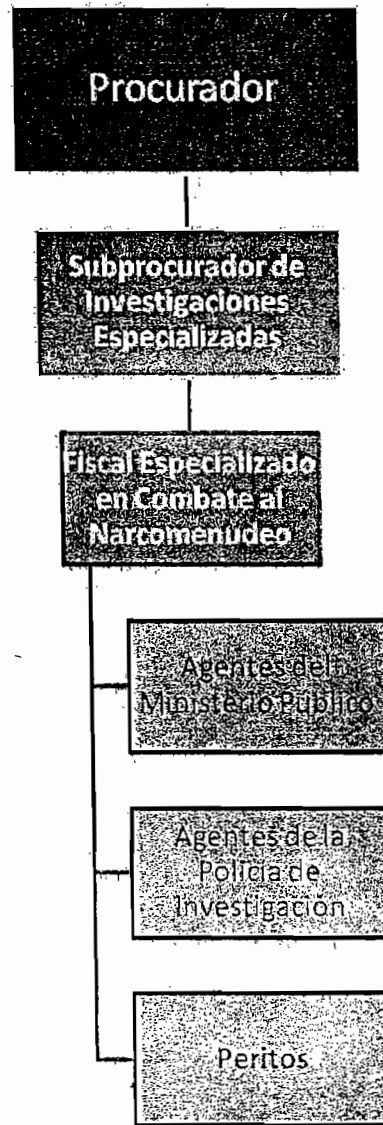 Procurador
Subprocurador de
Investigaciones
Especializadas
Fiscal Especializado
en Combate al
Narcomenudeo
Agentes del
Ministerio Público
Agentes de la
Policía de
Investigación
Peritos